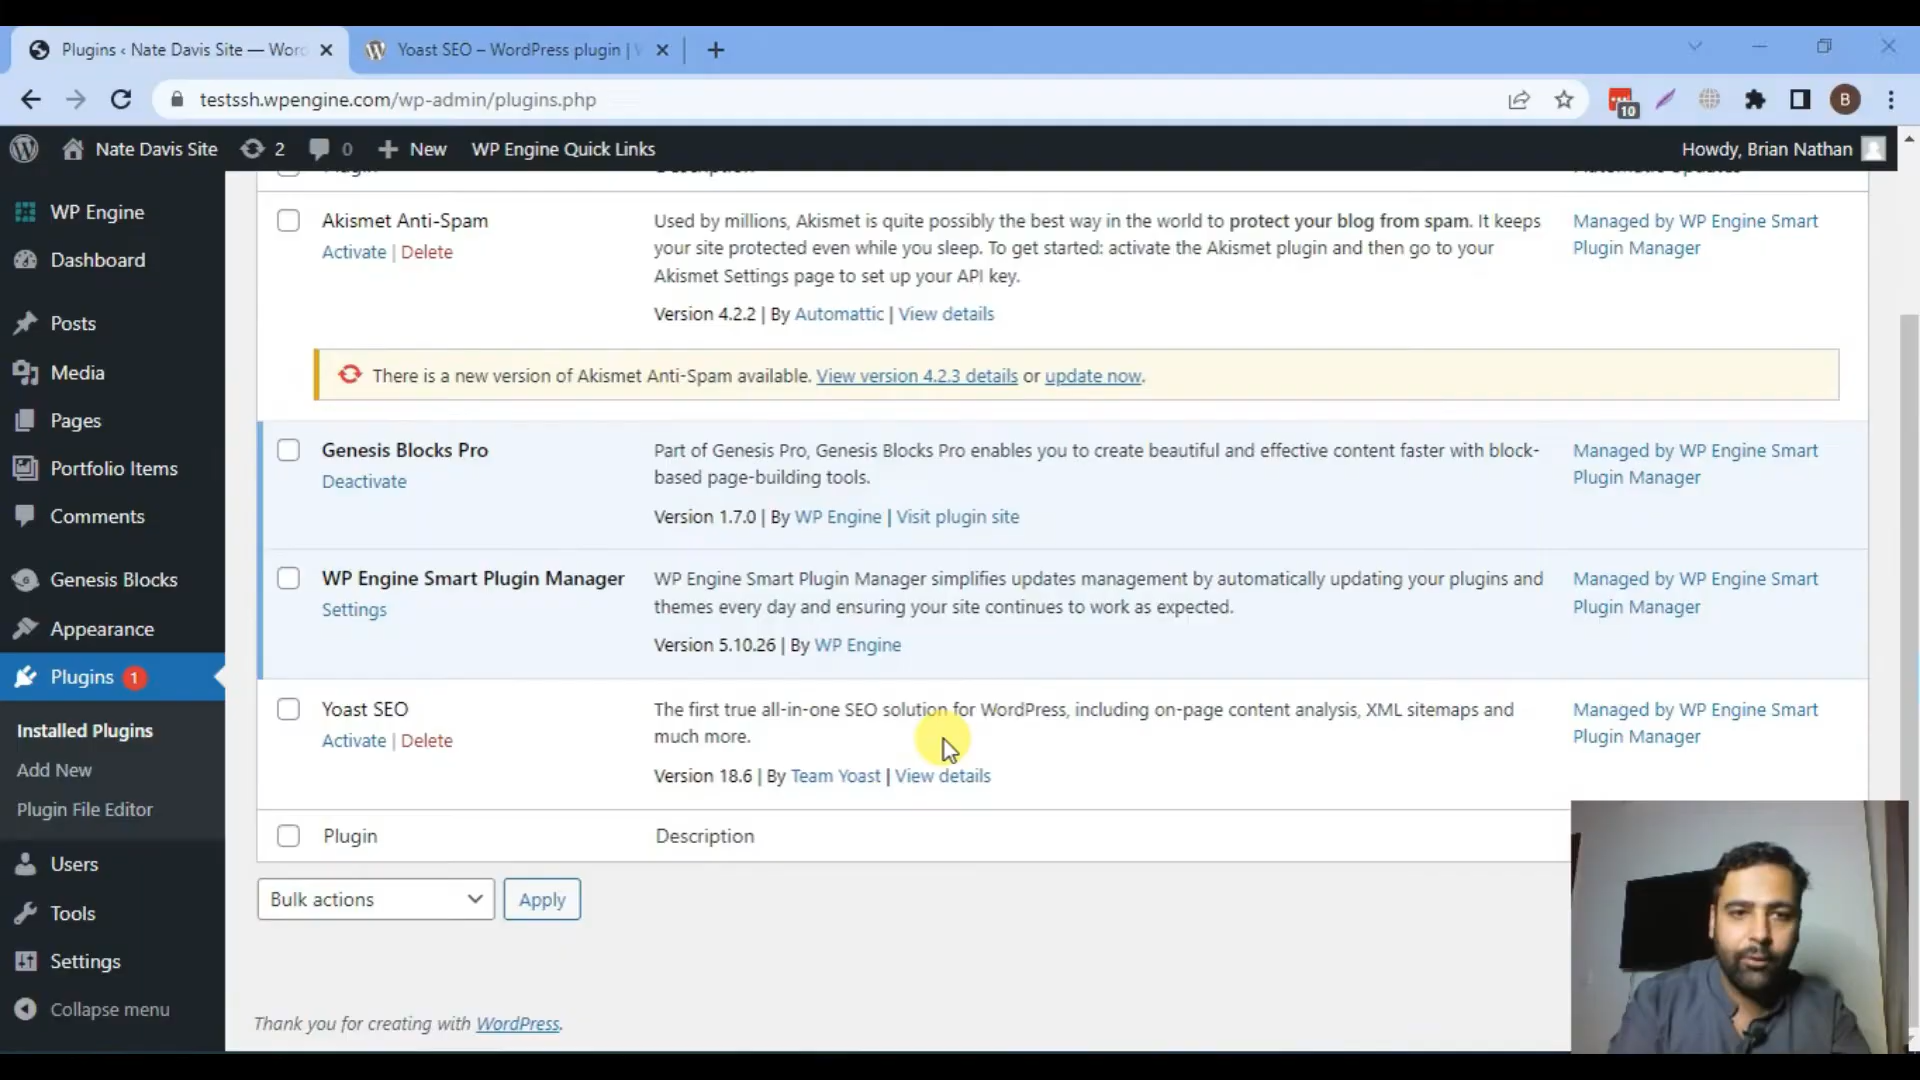 Plugins ‹ Nate Davis Site — Word
Yoast SEO – WordPress plugin |
testssh.wpengine.com/wp-admin/plugins.php
10
B
Nate Davis Site
2
0
New
WP Engine Quick Links
Howdy, Brian Nathan
WP Engine
Dashboard
Posts
Media
Pages
Portfolio Items
Comments
Genesis Blocks
Appearance
Plugins 1
Installed Plugins
Add New
Plugin File Editor
Users
Tools
Settings
Collapse menu
Plugin
Description
Automatic Updates
Akismet Anti-Spam
Activate | Delete
Used by millions, Akismet is quite possibly the best way in the world to protect your blog from spam. It keeps
your site protected even while you sleep. To get started: activate the Akismet plugin and then go to your
Akismet Settings page to set up your API key.
Version 4.2.2 | By Automattic | View details
Managed by WP Engine Smart
Plugin Manager
There is a new version of Akismet Anti-Spam available. View version 4.2.3 details or update now.
Genesis Blocks Pro
Deactivate
Part of Genesis Pro, Genesis Blocks Pro enables you to create beautiful and effective content faster with block-
based page-building tools.
Version 1.7.0 | By WP Engine | Visit plugin site
Managed by WP Engine Smart
Plugin Manager
WP Engine Smart Plugin Manager
Settings
WP Engine Smart Plugin Manager simplifies updates management by automatically updating your plugins and
themes every day and ensuring your site continues to work as expected.
Version 5.10.26 | By WP Engine
Managed by WP Engine Smart
Plugin Manager
Yoast SEO
Activate | Delete
The first true all-in-one SEO solution for WordPress, including on-page content analysis, XML sitemaps and
much more.
Version 18.6 | By Team Yoast | View details
Managed by WP Engine Smart
Plugin Manager
Plugin
Description
Bulk actions
Apply
Thank you for creating with WordPress.